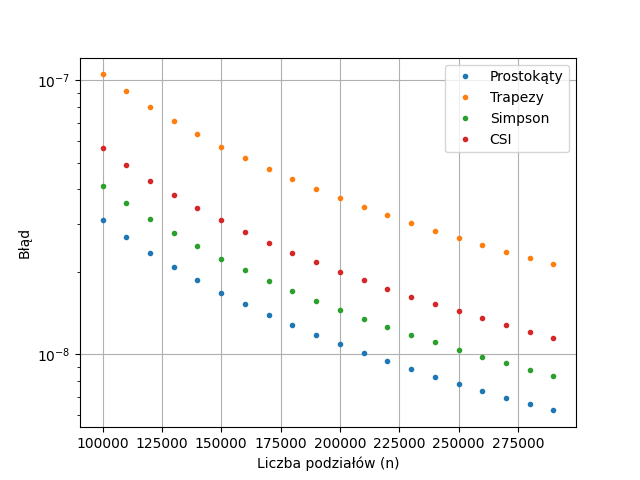 10⁻⁷
10⁻⁸
Błąd
Prostokąty
Trapezy
Simpson
CSI
100000 125000 150000 175000 200000 225000 250000 275000
Liczba podziałów (n)